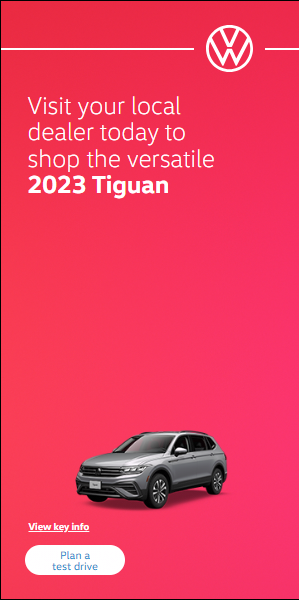 Visit your local
dealer today to
shop the versatile
2023 Tiguan
View key info
Plan a
test drive